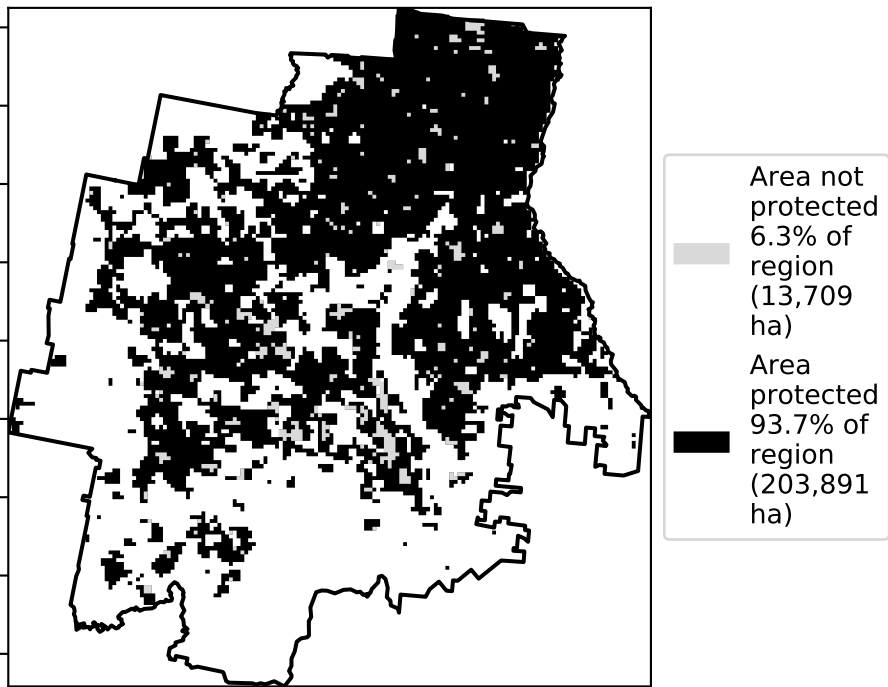 Area not
protected
6.3% of
region
(13,709
ha)
Area
protected
93.7% of
region
(203,891
ha)